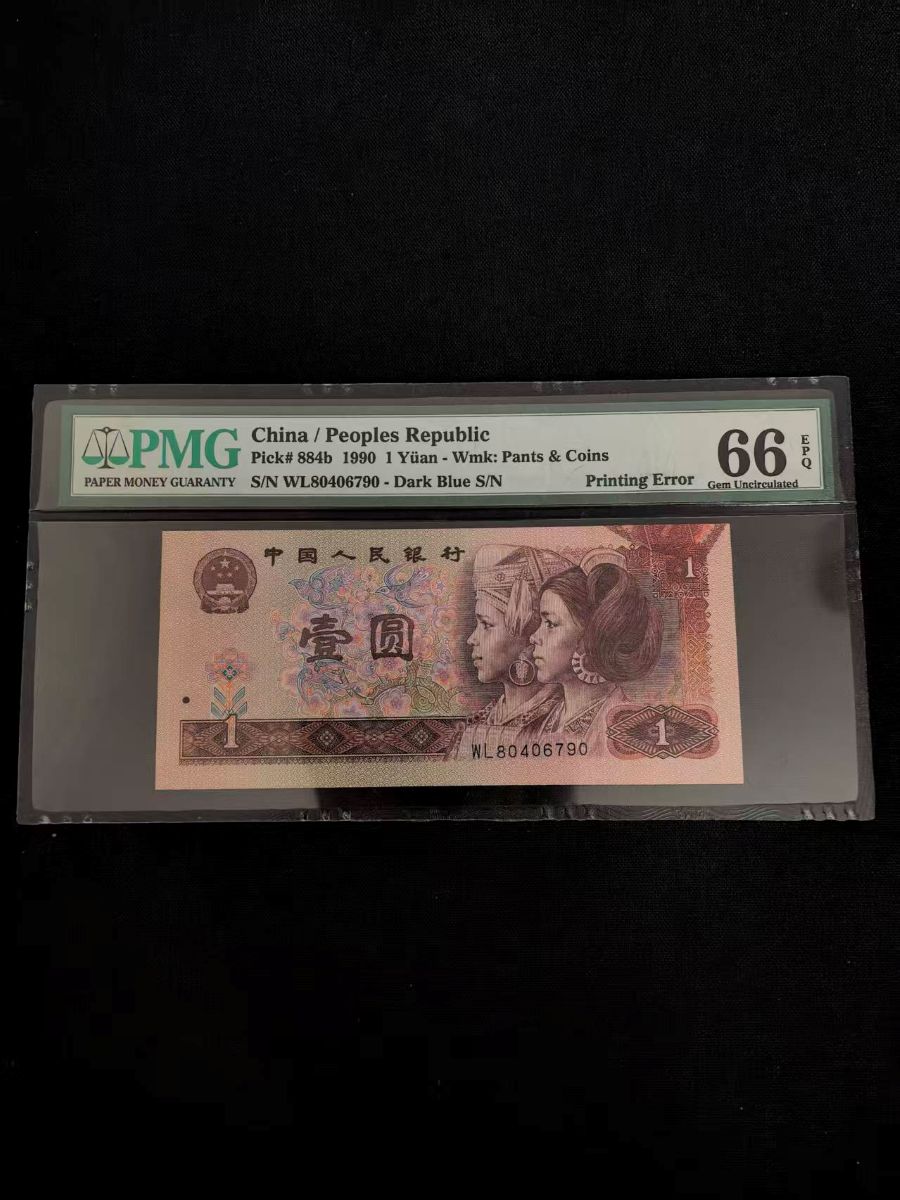 PMG
PAPER MONEY GUARANTY
China / Peoples Republic
Pick# 884b 1990 1 Yüan - Wmk: Pants & Coins
S/N WL80406790 - Dark Blue S/N
Printing Error
66
EPQ
Gem Uncirculated
中国人民银行
1
壹圆
1
WL80406790
1